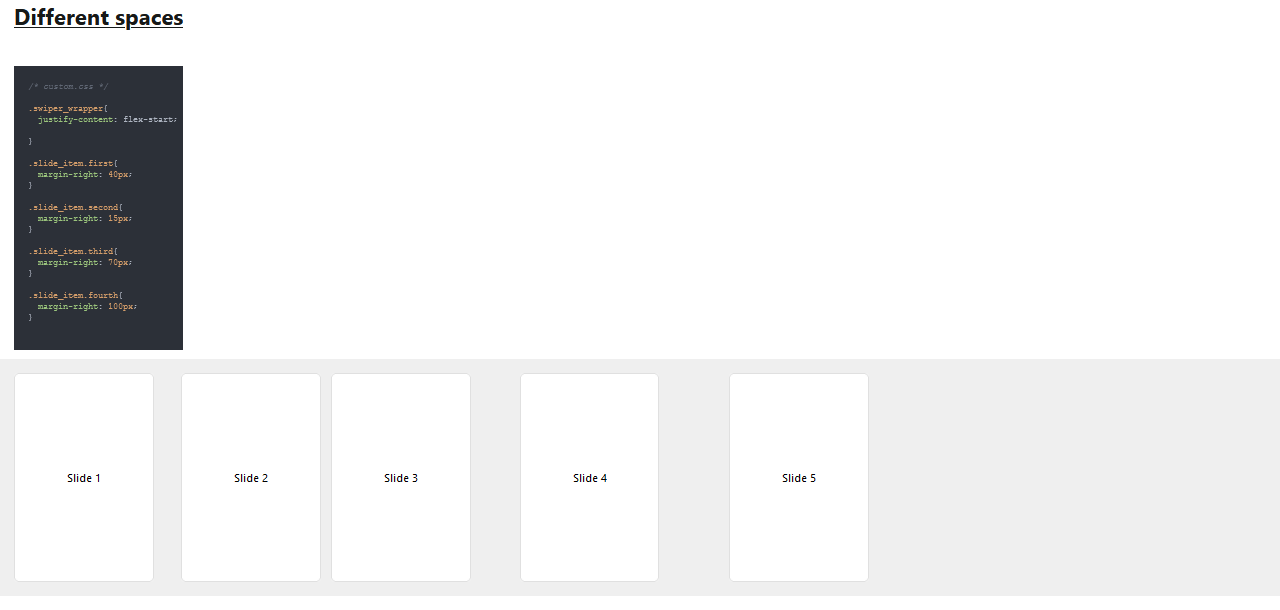 Different spaces
/* custom.css */
.swiper_wrapper{
justify-content: flex-start;
}
.slide_item.first{
margin-right: 40px;
}
.slide_item.second{
margin-right: 15px;
}
.slide_item.third{
margin-right: 70px;
}
.slide_item.fourth{
margin-right: 100px;
}
Slide 1
Slide 2
Slide 3
Slide 4
Slide 5